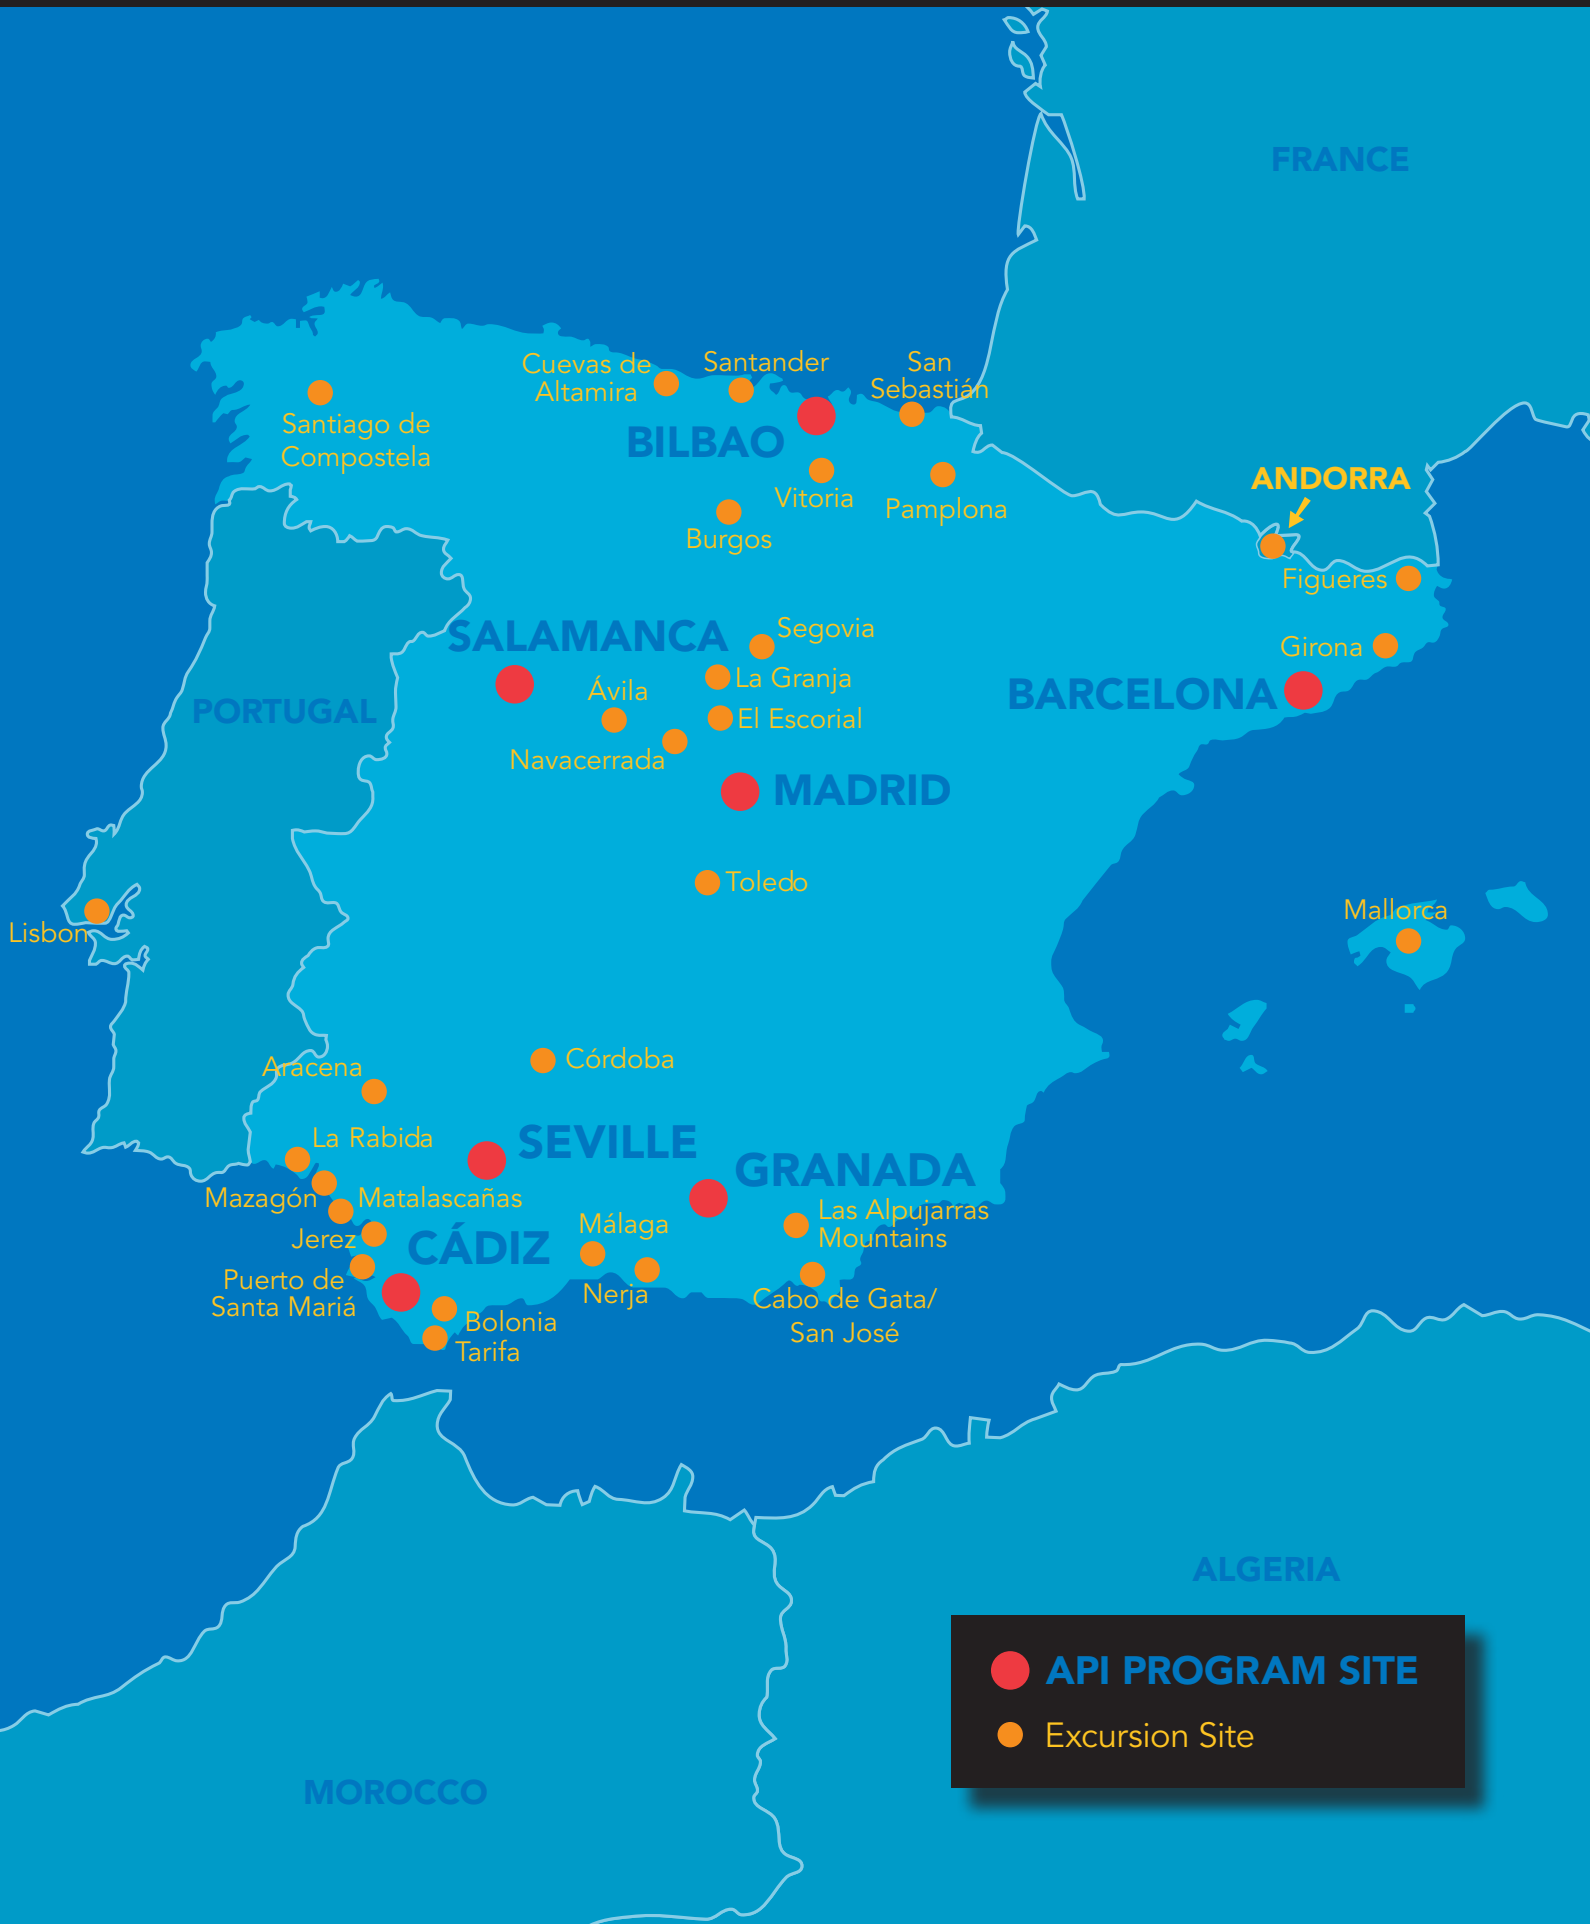 FRANCE
Cuevas de
Altamira
Santander
San
Sebastián
Santiago de
Compostela
BILBAO
Vitoria
Pamplona
ANDORRA
Burgos
Figueres
SALAMANCA
Segovia
Girona
La Granja
Ávila
BARCELONA
PORTUGAL
El Escorial
Navacerrada
MADRID
Toledo
Mallorca
Lisbon
Aracena
Córdoba
La Rabida
SEVILLE
GRANADA
Mazagón
Matalascañas
Las Alpujarras
Mountains
Málaga
Jerez
CÁDIZ
Puerto de
Santa Mariá
Nerja
Cabo de Gata/
San José
Bolonia
Tarifa
ALGERIA
API PROGRAM SITE
Excursion Site
MOROCCO